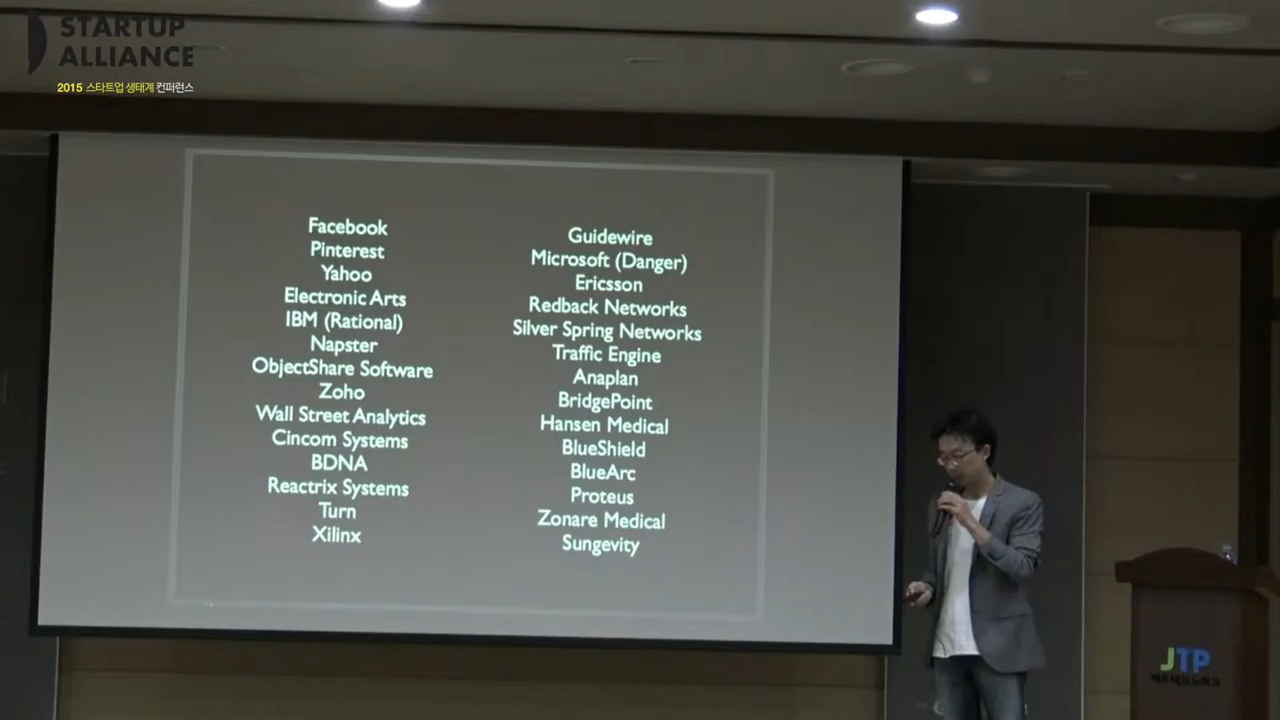 STARTUP
ALLIANCE
2015 스타트업 생태계 컨퍼런스
Facebook
Pinterest
Yahoo
Electronic Arts
IBM (Rational)
Napster
ObjectShare Software
Zoho
Wall Street Analytics
Cincom Systems
BDNA
Reactrix Systems
Turn
Xilinx
Guidewire
Microsoft (Danger)
Ericsson
Redback Networks
Silver Spring Networks
Traffic Engine
Anaplan
BridgePoint
Hansen Medical
BlueShield
BlueArc
Proteus
Zonare Medical
Sungevity
JTP